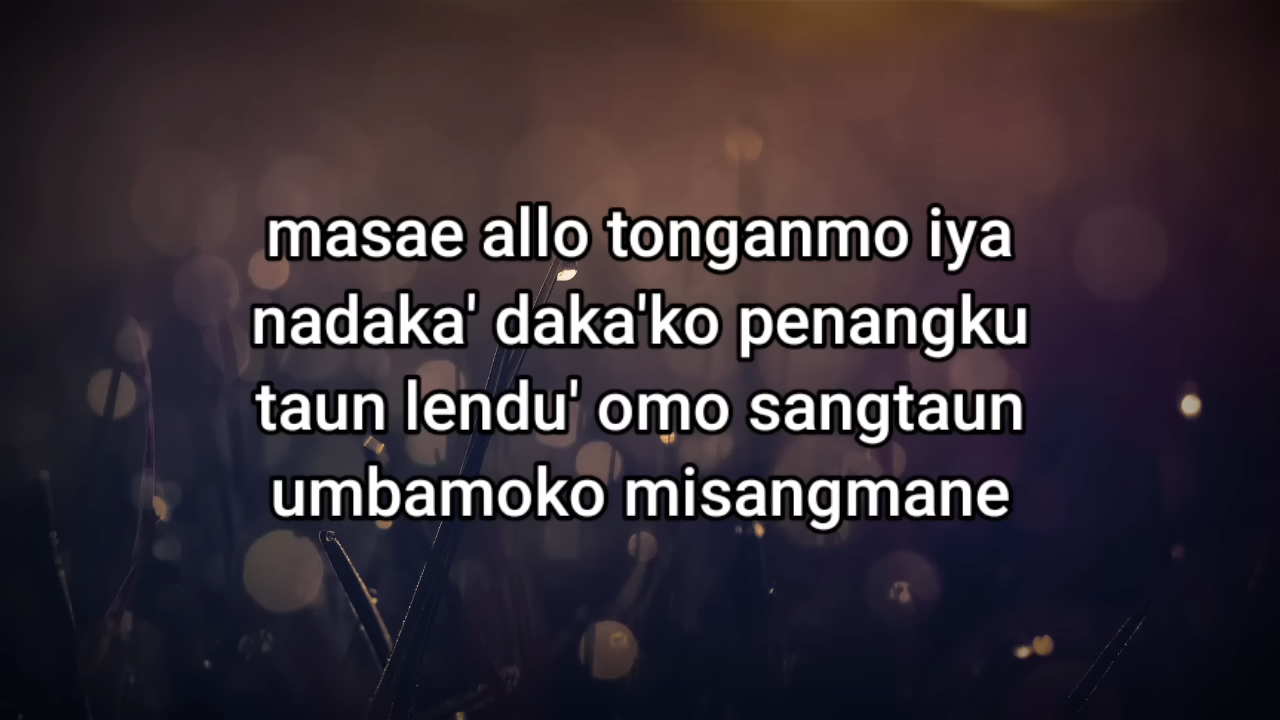 masae allo tonganmo iya
nadaka' daka'ko penangku
taun lendu' omo sangtaun
umbamoko misangmane